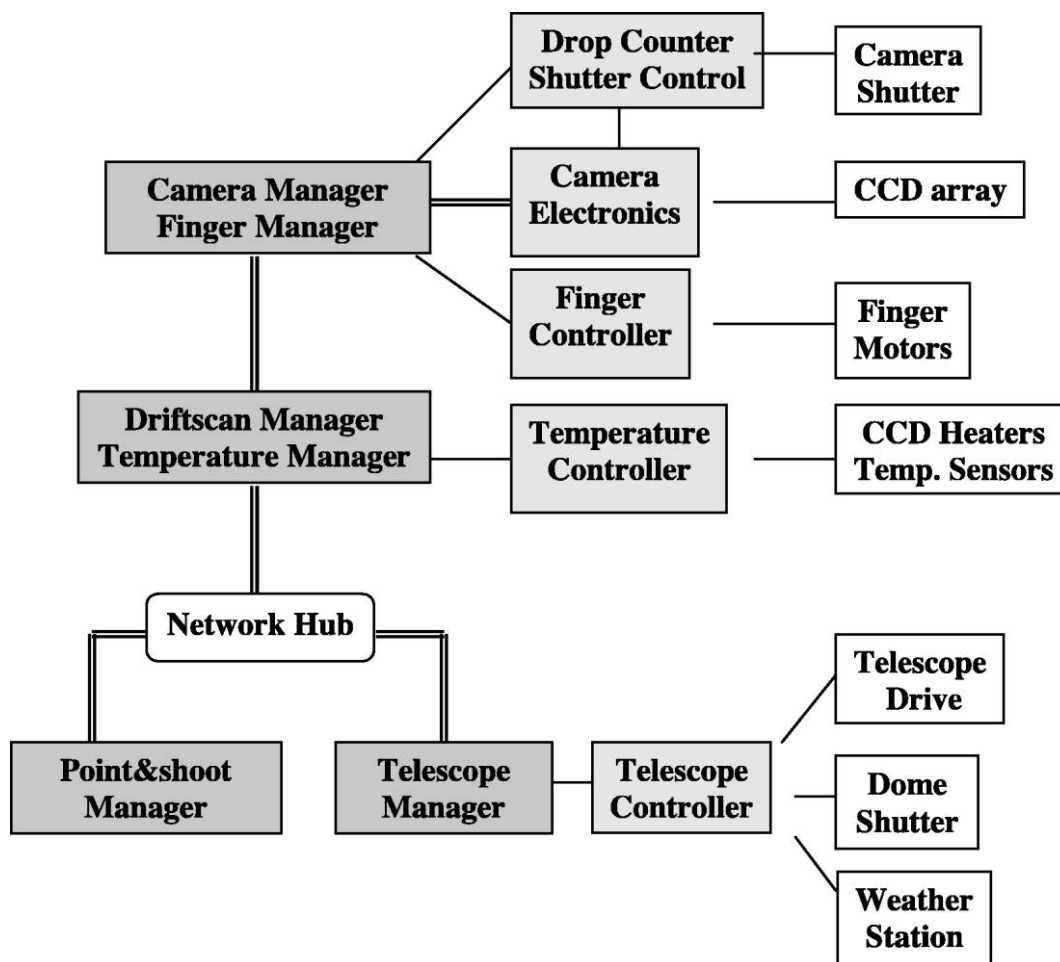 Drop Counter
Shutter Control
Camera
Shutter
Camera Manager
Finger Manager
Camera
Electronics
CCD array
Finger
Controller
Finger
Motors
Driftscan Manager
Temperature Manager
Temperature
Controller
CCD Heaters
Temp. Sensors
Network Hub
Telescope
Drive
Point&shoot
Manager
Telescope
Manager
Telescope
Controller
Dome
Shutter
Weather
Station